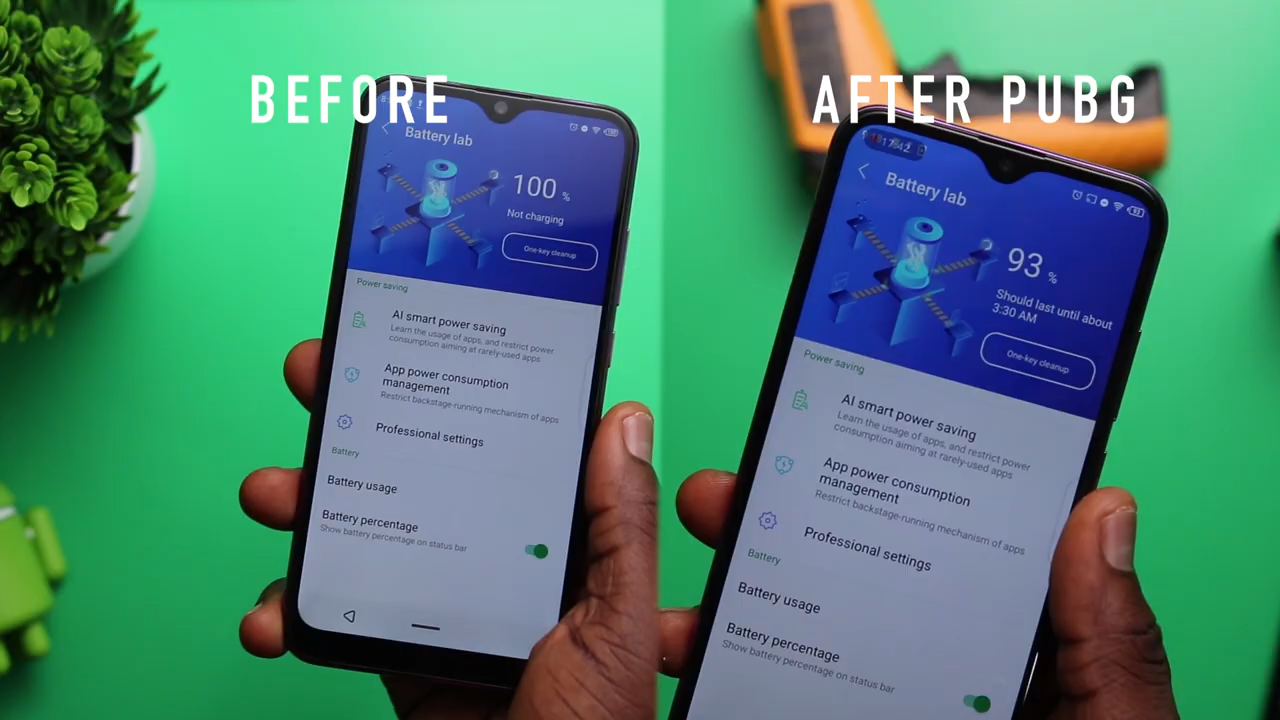 BEFORE
Battery lab
100 %
Not charging
One-key cleanup
Power saving
AI smart power saving
Learn the usage of apps, and restrict power
consumption aiming at rarely-used apps
App power consumption
management
Restrict backstage-running mechanism of apps
Professional settings
Battery
Battery usage
Battery percentage
Show battery percentage on status bar
AFTER PUBG
17:42
Battery lab
93 %
Should last until about
3:30 AM
One-key cleanup
Power saving
AI smart power saving
Learn the usage of apps, and restrict power
consumption aiming at rarely-used apps
App power consumption
management
Restrict backstage-running mechanism of apps
Professional settings
Battery
Battery usage
Battery percentage
Show battery percentage on status bar